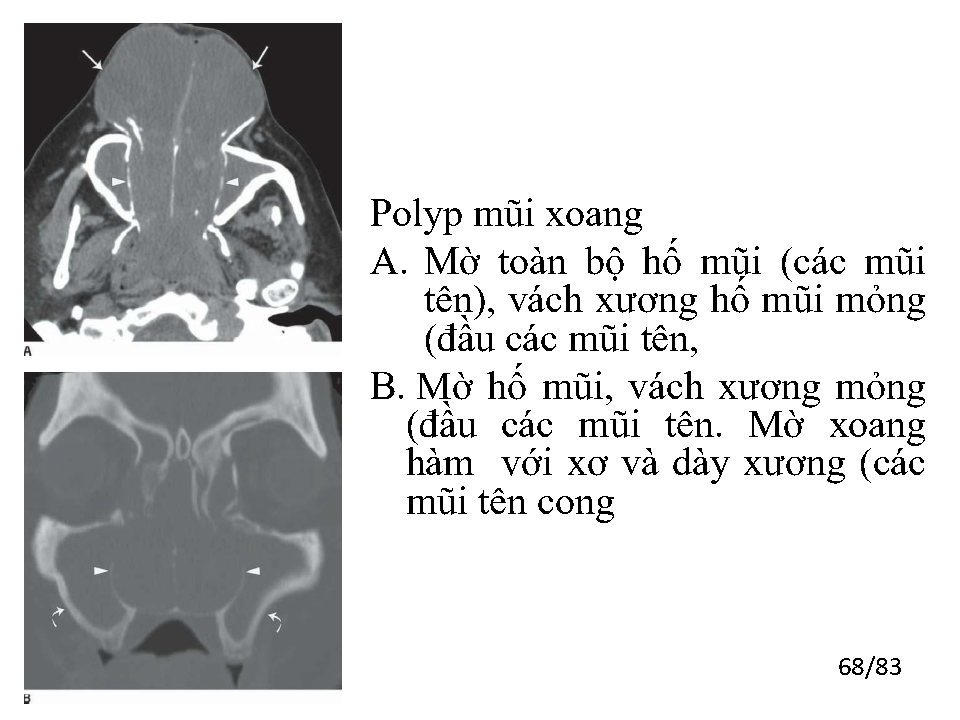 Polyp mũi xoang
A. Mờ toàn bộ hố mũi (các mũi
tên), vách xương hố mũi mỏng
(đầu các mũi tên,
B. Mờ hố mũi, vách xương mỏng
(đầu các mũi tên. Mờ xoang
hàm với xơ và dày xương (các
mũi tên cong
A
B
68/83